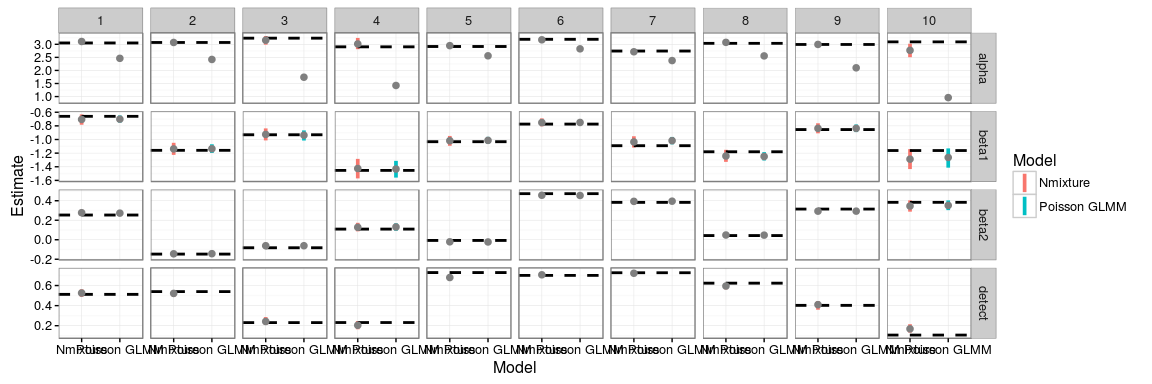 1 2 3 4 5 6 7 8 9 10
3.0
2.5
2.0
1.5
1.0
alpha
-0.6
-0.8
-1.0
-1.2
-1.4
-1.6
beta1
0.4
0.2
0.0
-0.2
beta2
0.6
0.4
0.2
detect
Estimate
Model
Model
Nmixture
Poisson GLMM